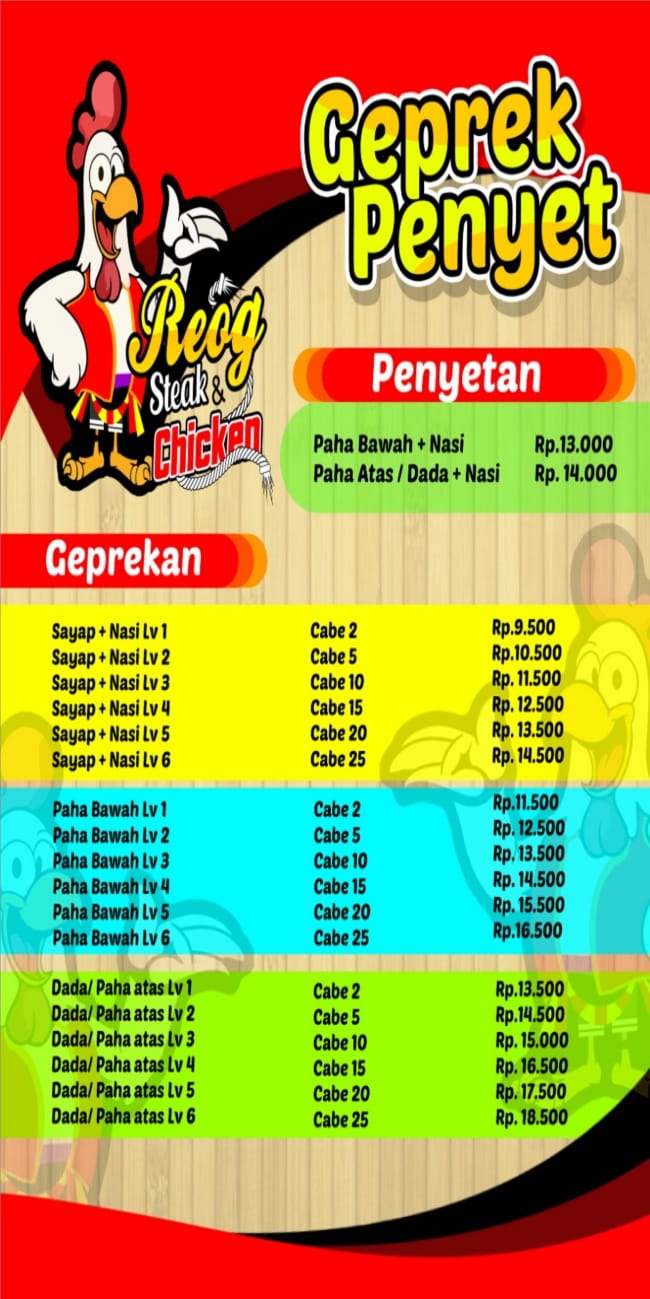 Geprek
Penyet
Reog
Steak &
Chicken
Penyetan
Paha Bawah + Nasi Rp.13.000
Paha Atas / Dada + Nasi Rp. 14.000
Geprekan
Sayap + Nasi Lv 1 Cabe 2 Rp.9.500
Sayap + Nasi Lv 2 Cabe 5 Rp.10.500
Sayap + Nasi Lv 3 Cabe 10 Rp. 11.500
Sayap + Nasi Lv 4 Cabe 15 Rp. 12.500
Sayap + Nasi Lv 5 Cabe 20 Rp. 13.500
Sayap + Nasi Lv 6 Cabe 25 Rp. 14.500
Paha Bawah Lv 1 Cabe 2 Rp.11.500
Paha Bawah Lv 2 Cabe 5 Rp. 12.500
Paha Bawah Lv 3 Cabe 10 Rp. 13.500
Paha Bawah Lv 4 Cabe 15 Rp. 14.500
Paha Bawah Lv 5 Cabe 20 Rp. 15.500
Paha Bawah Lv 6 Cabe 25 Rp.16.500
Dada/ Paha atas Lv 1 Cabe 2 Rp.13.500
Dada/ Paha atas Lv 2 Cabe 5 Rp.14.500
Dada/ Paha atas Lv 3 Cabe 10 Rp. 15.000
Dada/ Paha atas Lv 4 Cabe 15 Rp. 16.500
Dada/ Paha atas Lv 5 Cabe 20 Rp. 17.500
Dada/ Paha atas Lv 6 Cabe 25 Rp. 18.500